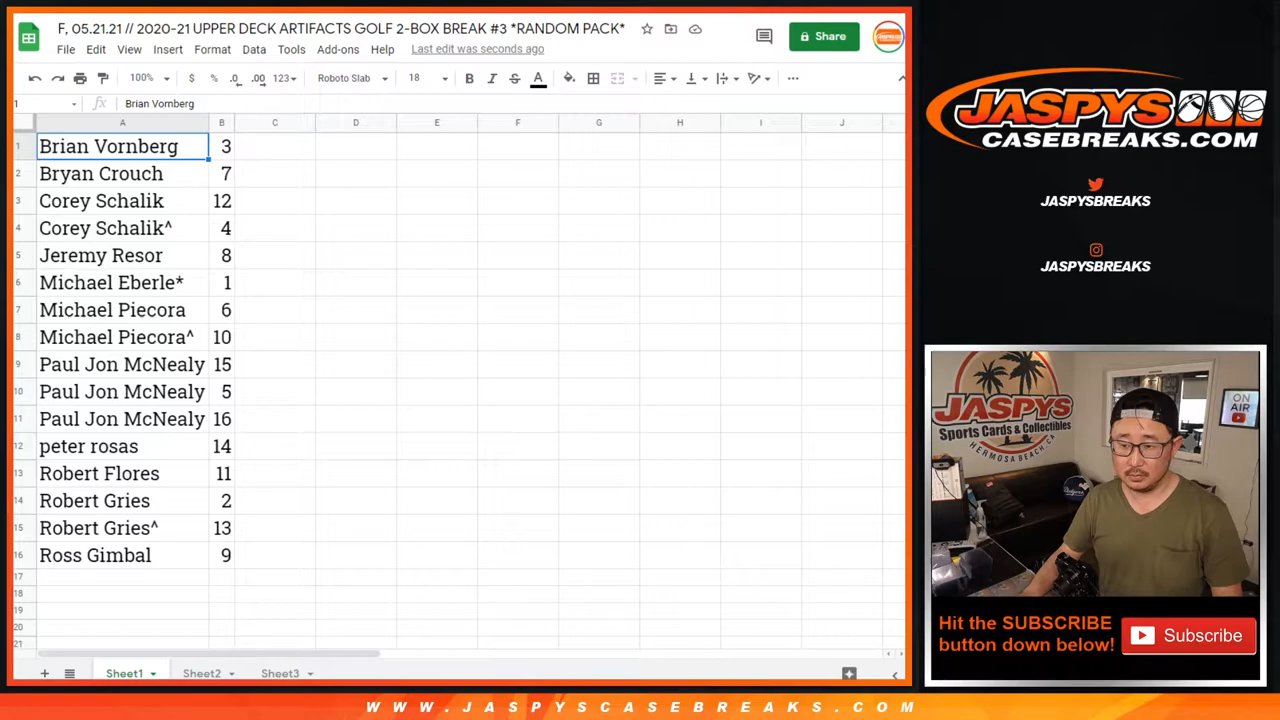 F, 05.21.21 // 2020-21 UPPER DECK ARTIFACTS GOLF 2-BOX BREAK #3 *RANDOM PACK*
File Edit View Insert Format Data Tools Add-ons Help Last edit was seconds ago
Share
100% $ % .0 .00 123 Roboto Slab 18 B I S A
1 fx Brian Vornberg
A B C D E F G H I J
1 Brian Vornberg 3
2 Bryan Crouch 7
3 Corey Schalik 12
4 Corey Schalik^ 4
5 Jeremy Resor 8
6 Michael Eberle* 1
7 Michael Piecora 6
8 Michael Piecora^ 10
9 Paul Jon McNealy 15
10 Paul Jon McNealy 5
11 Paul Jon McNealy 16
12 peter rosas 14
13 Robert Flores 11
14 Robert Gries 2
15 Robert Gries^ 13
16 Ross Gimbal 9
17
18
19
20
21
Sheet1 Sheet2 Sheet3
JASPYS
CASEBREAKS.COM
JASPYSBREAKS
JASPYSBREAKS
JASPYS
Sports Cards & Collectibles
HERMOSA BEACH, CA
ON AIR
Hit the SUBSCRIBE
button down below!
Subscribe
WWW.JASPYSCASEBREAKS.COM